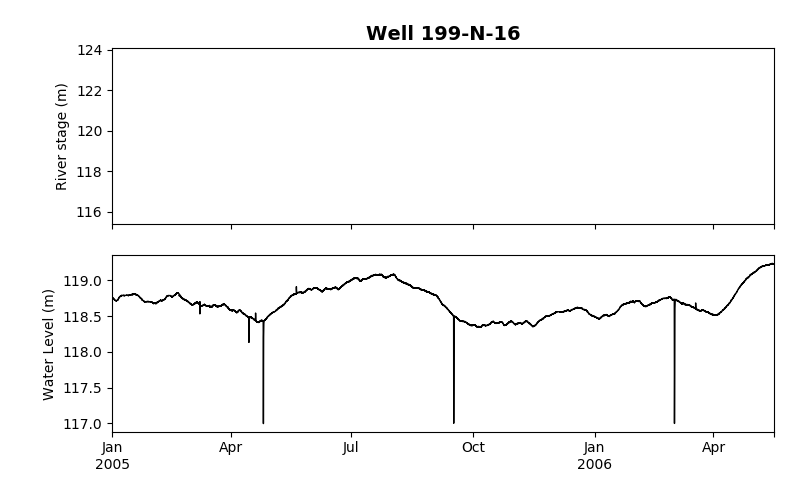 Well 199-N-16
River stage (m)
124
122
120
118
116
Water Level (m)
119.0
118.5
118.0
117.5
117.0
Jan Apr Jul Oct Jan Apr
2005 2006